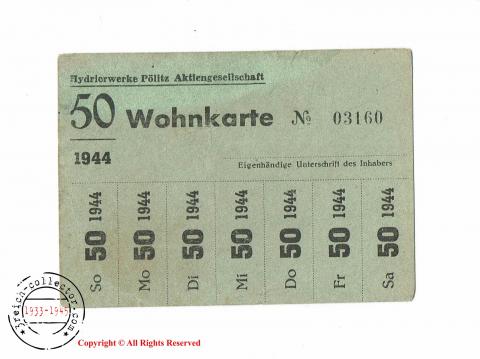 Hydrierwerke Pölitz Aktiengesellschaft
50 Wohnkarte № 03160
1944
Eigenhändige Unterschrift des Inhabers
So 50 1944
Mo 50 1944
Di 50 1944
Mi 50 1944
Do 50 1944
Fr 50 1944
Sa 50 1944
3reich-collector.com
1933-1945
Copyright © All Rights Reserved